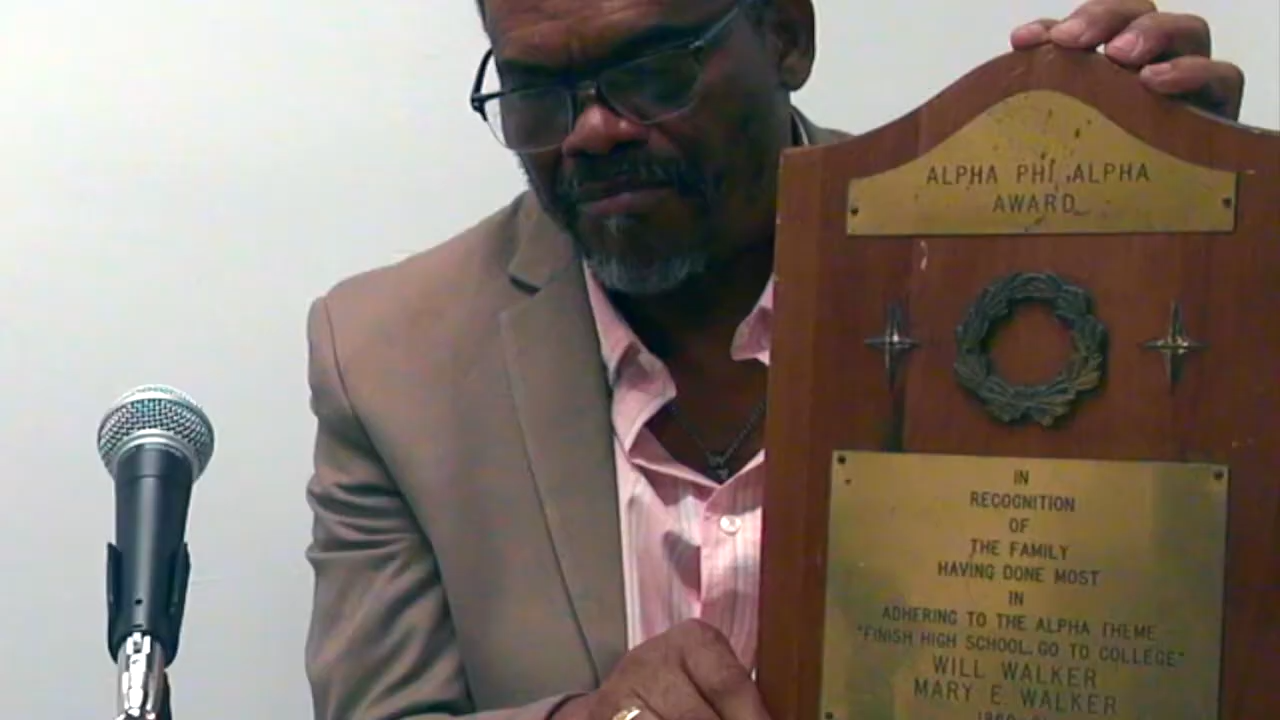 ALPHA PHI ALPHA
AWARD
IN
RECOGNITION
OF
THE FAMILY
HAVING DONE MOST
IN
ADHERING TO THE ALPHA THEME
"FINISH HIGH SCHOOL, GO TO COLLEGE"
WILL WALKER
MARY E. WALKER